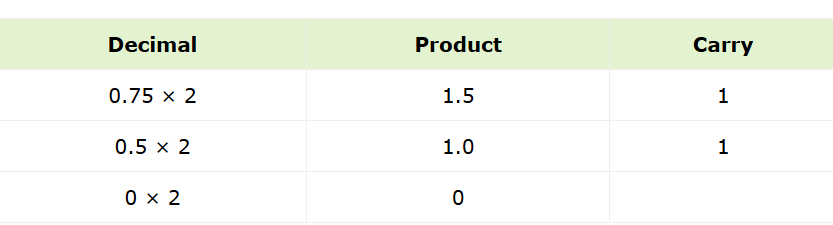 Decimal Product Carry
0.75 × 2 1.5 1
0.5 × 2 1.0 1
0 × 2 0